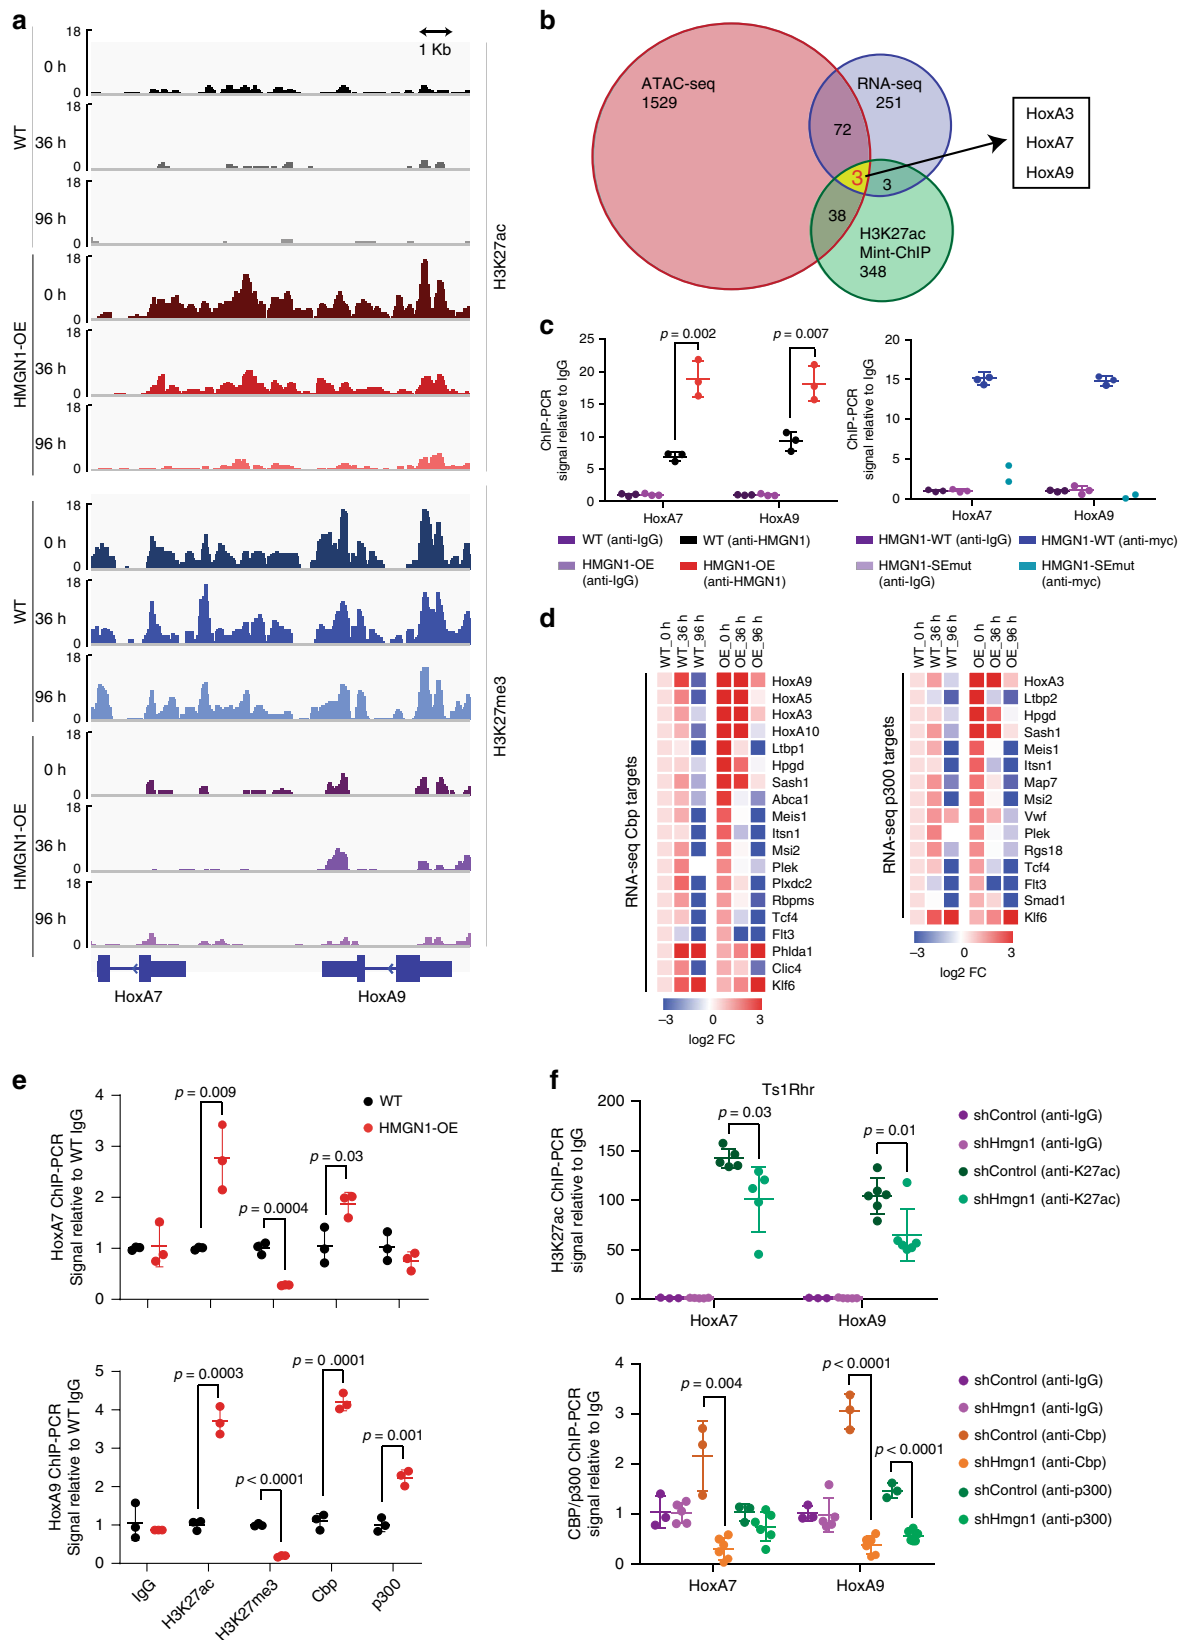 a
18
1 Kb
0 h
0
18
WT
36 h
0
18
96 h
0
H3K27ac
18
0 h
0
HMGN1-OE
18
36 h
0
18
96 h
0
18
0 h
0
WT
18
36 h
0
18
96 h
0
H3K27me3
18
0 h
0
HMGN1-OE
18
36 h
0
18
96 h
0
HoxA7
HoxA9
b
ATAC-seq
1529
RNA-seq
251
72
3
3
38
H3K27ac
Mint-ChIP
348
HoxA3
HoxA7
HoxA9
c
ChIP-PCR
signal relative to IgG
25
20
15
10
5
0
p = 0.002
p = 0.007
HoxA7
HoxA9
WT (anti-IgG)
WT (anti-HMGN1)
HMGN1-OE
(anti-IgG)
HMGN1-OE
(anti-HMGN1)
ChIP-PCR
signal relative to IgG
20
15
10
5
0
HoxA7
HoxA9
HMGN1-WT (anti-IgG)
HMGN1-WT (anti-myc)
HMGN1-SEmut
(anti-IgG)
HMGN1-SEmut
(anti-myc)
d
WT_0 h
WT_36 h
WT_96 h
OE_0 h
OE_36 h
OE_96 h
RNA-seq Cbp targets
HoxA9
HoxA5
HoxA3
HoxA10
Ltbp1
Hpgd
Sash1
Abca1
Meis1
Itsn1
Msi2
Plek
Plxdc2
Rbpms
Tcf4
Flt3
Phlda1
Clic4
Klf6
−3
0
3
log2 FC
WT_0 h
WT_36 h
WT_96 h
OE_0 h
OE_36 h
OE_96 h
RNA-seq p300 targets
HoxA3
Ltbp2
Hpgd
Sash1
Meis1
Itsn1
Map7
Msi2
Vwf
Plek
Rgs18
Tcf4
Flt3
Smad1
Klf6
−3
0
3
log2 FC
e
HoxA7 ChIP-PCR
Signal relative to WT IgG
4
3
2
1
0
p = 0.009
p = 0.0004
p = 0.03
WT
HMGN1-OE
HoxA9 ChIP-PCR
Signal relative to WT IgG
5
4
3
2
1
0
p = 0.0003
p < 0.0001
p = 0 .0001
p = 0.001
IgG
H3K27ac
H3K27me3
Cbp
p300
f
Ts1Rhr
H3K27ac ChIP-PCR
signal relative to IgG
200
150
100
50
0
p = 0.03
p = 0.01
HoxA7
HoxA9
shControl (anti-IgG)
shHmgn1 (anti-IgG)
shControl (anti-K27ac)
shHmgn1 (anti-K27ac)
CBP/p300 ChIP-PCR
signal relative to IgG
4
3
2
1
0
p = 0.004
p < 0.0001
p < 0.0001
HoxA7
HoxA9
shControl (anti-IgG)
shHmgn1 (anti-IgG)
shControl (anti-Cbp)
shHmgn1 (anti-Cbp)
shControl (anti-p300)
shHmgn1 (anti-p300)